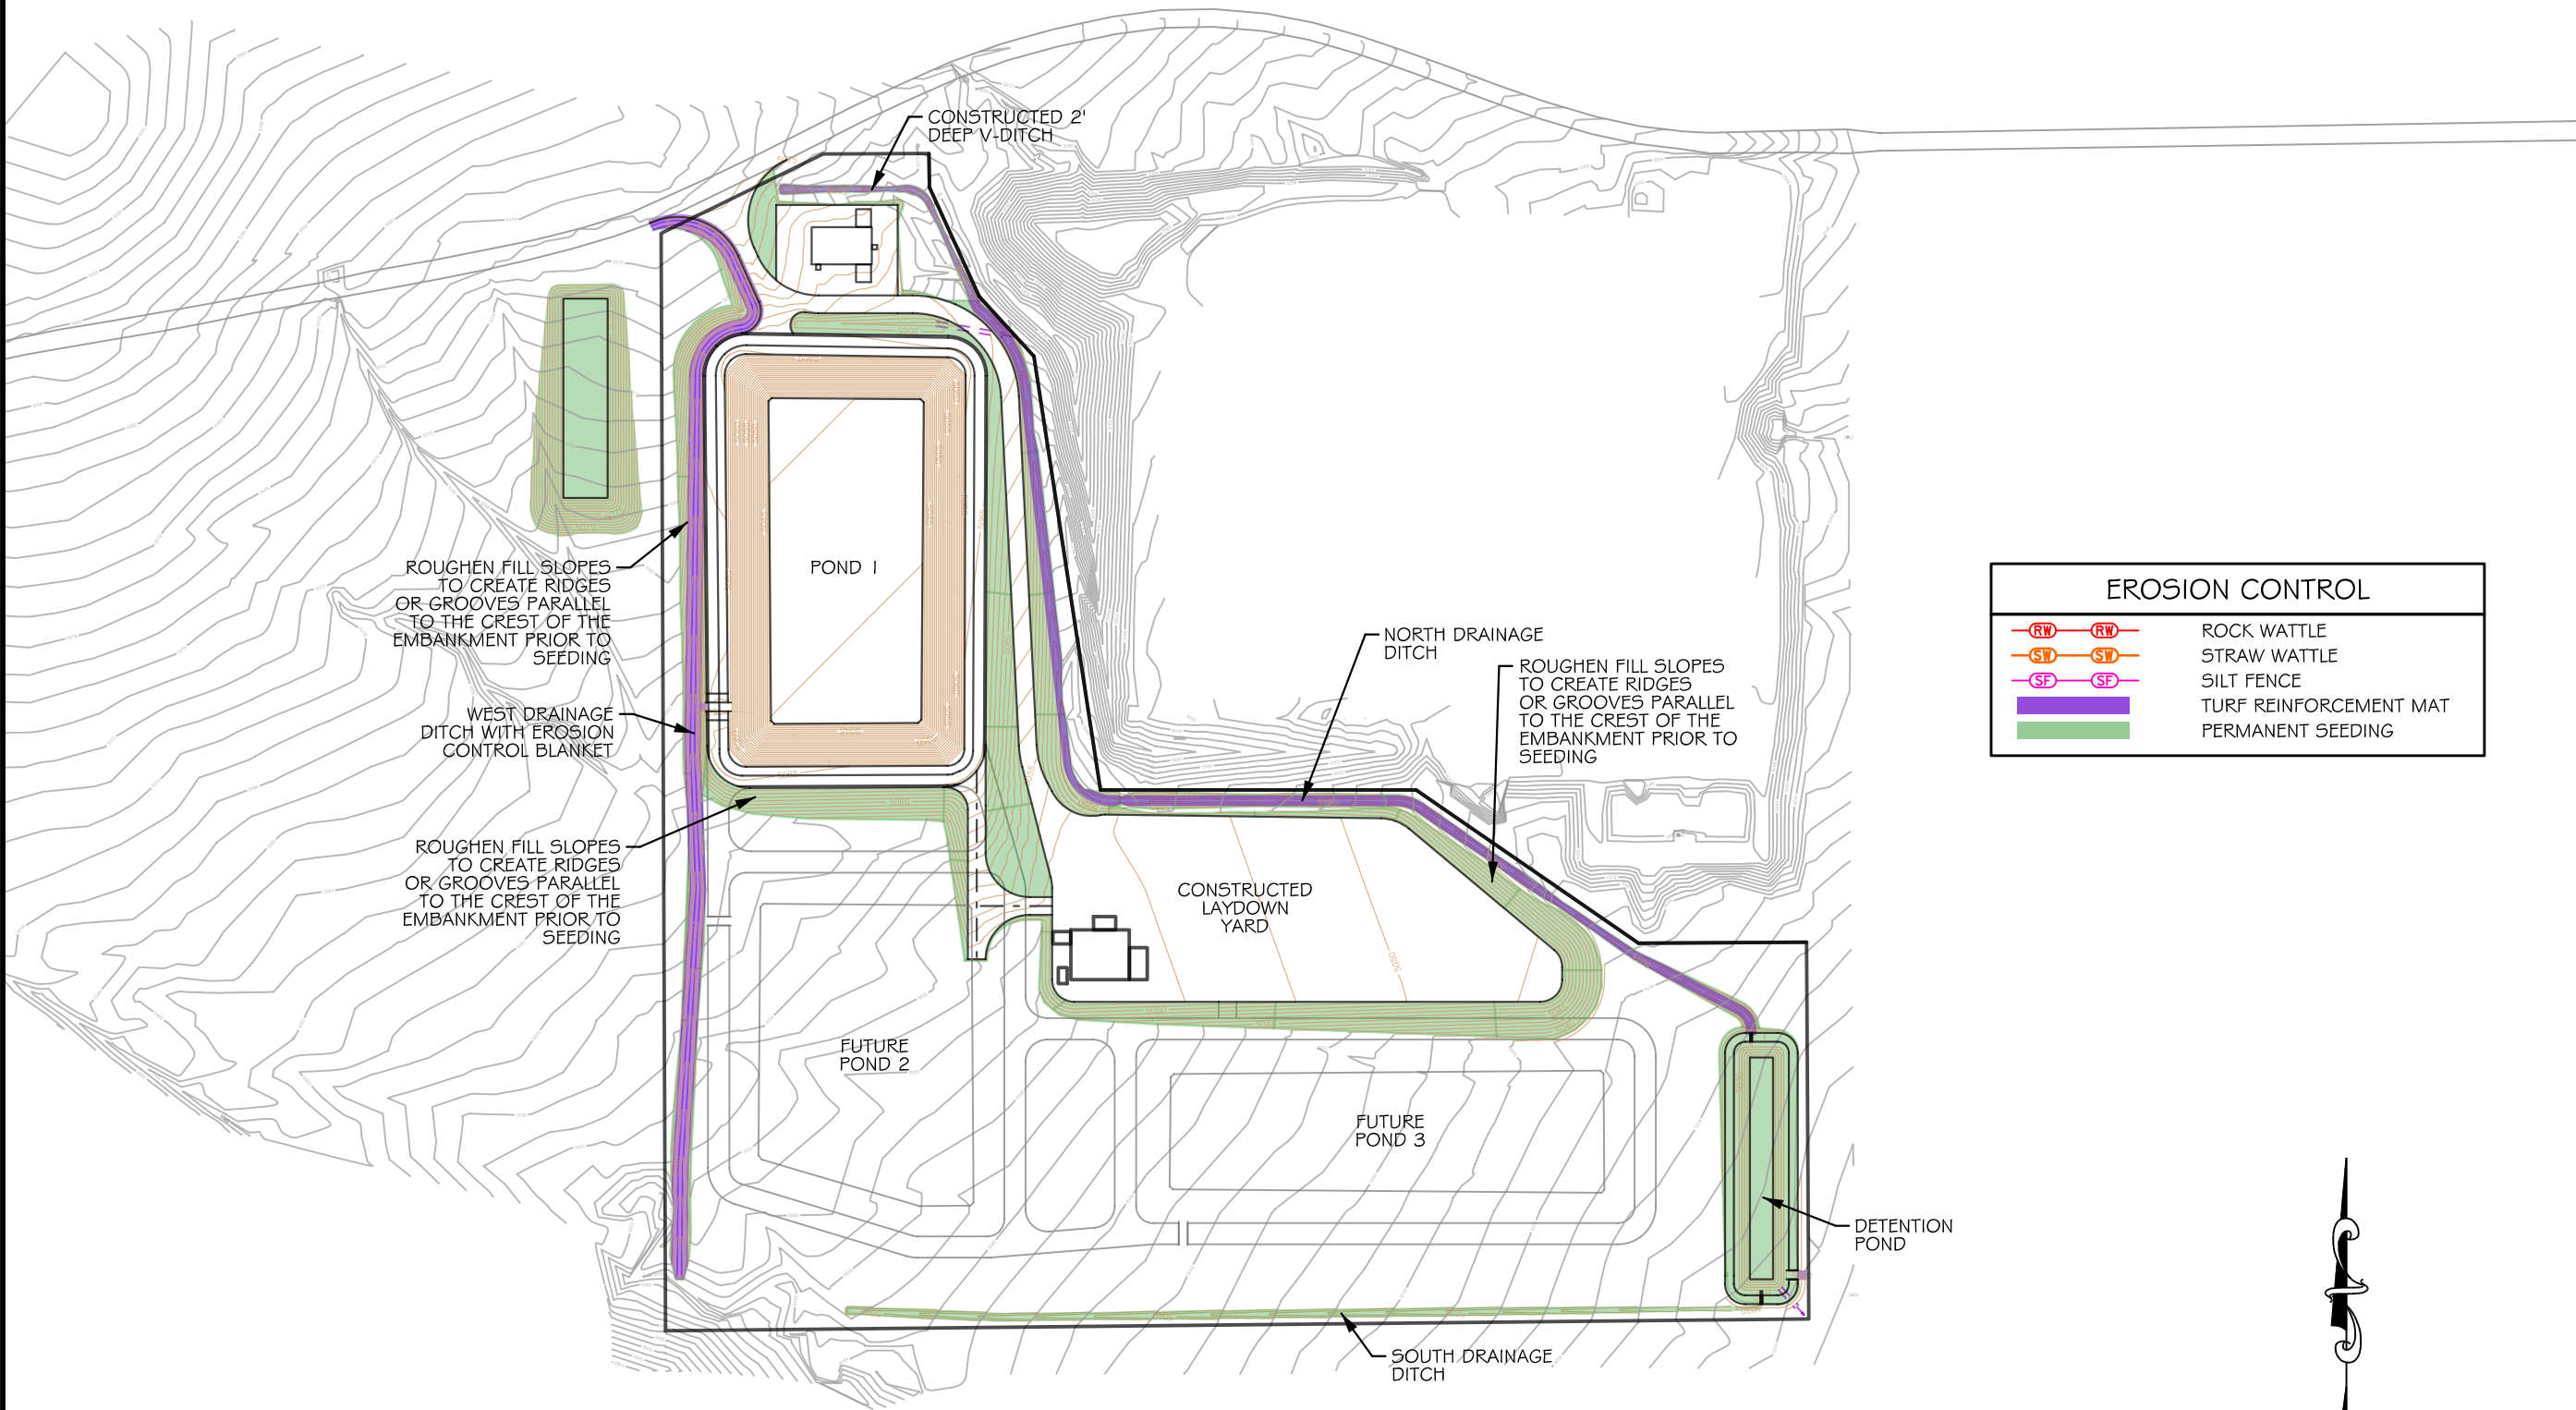 CONSTRUCTED 2'
DEEP V-DITCH
ROUGHEN FILL SLOPES
TO CREATE RIDGES
OR GROOVES PARALLEL
TO THE CREST OF THE
EMBANKMENT PRIOR TO
SEEDING
POND 1
WEST DRAINAGE
DITCH WITH EROSION
CONTROL BLANKET
NORTH DRAINAGE
DITCH
ROUGHEN FILL SLOPES
TO CREATE RIDGES
OR GROOVES PARALLEL
TO THE CREST OF THE
EMBANKMENT PRIOR TO
SEEDING
EROSION CONTROL
RW RW ROCK WATTLE
SW SW STRAW WATTLE
SF SF SILT FENCE
TURF REINFORCEMENT MAT
PERMANENT SEEDING
ROUGHEN FILL SLOPES
TO CREATE RIDGES
OR GROOVES PARALLEL
TO THE CREST OF THE
EMBANKMENT PRIOR TO
SEEDING
CONSTRUCTED
LAYDOWN
YARD
5050
FUTURE
POND 2
FUTURE
POND 3
DETENTION
POND
SOUTH DRAINAGE
DITCH